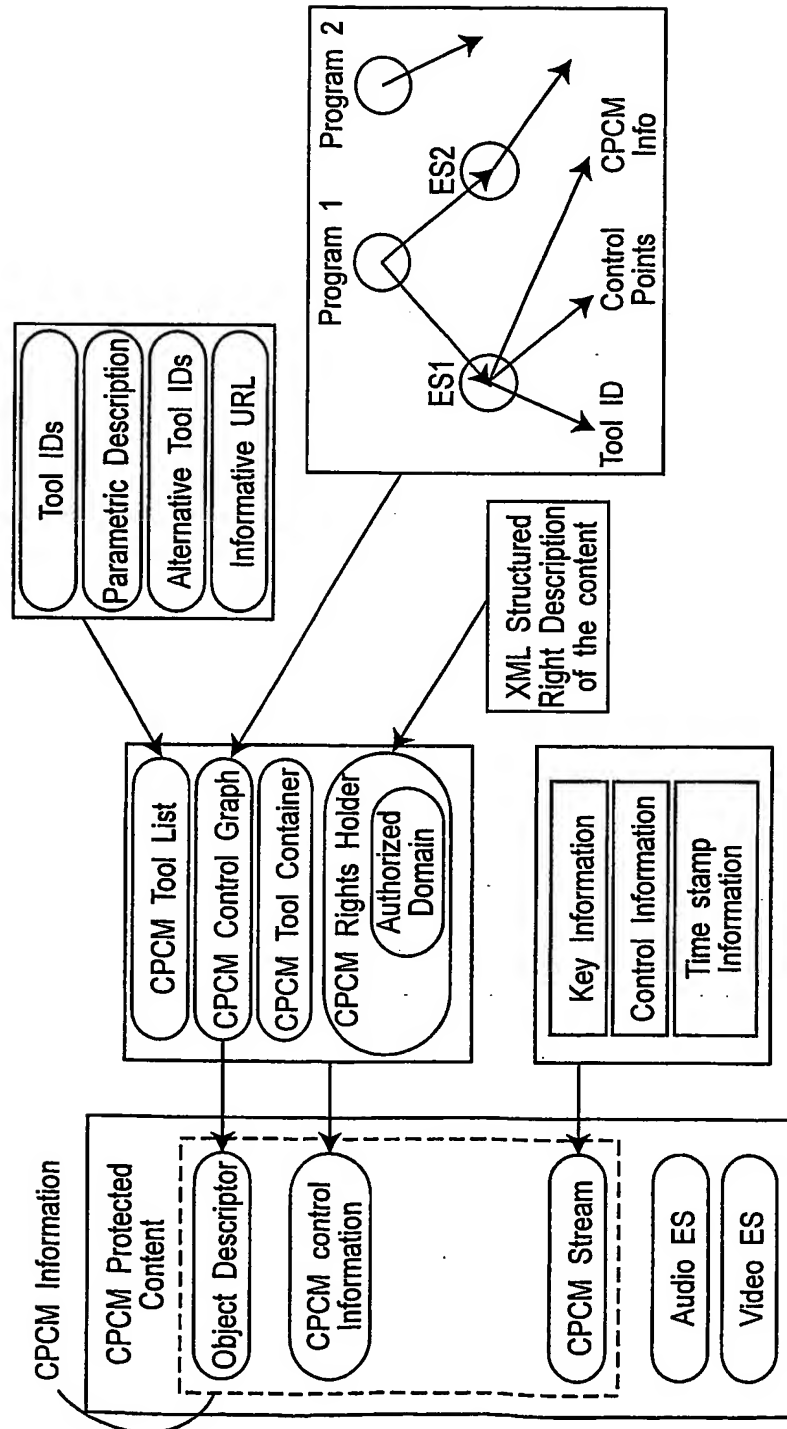 CPCM Information
CPCM Protected
Content
Object Descriptor
CPCM control
Information
CPCM Stream
Audio ES
Video ES
CPCM Tool List
CPCM Control Graph
CPCM Tool Container
CPCM Rights Holder
Authorized
Domain
Key Information
Control Information
Time stamp
Information
Tool IDs
Parametric Description
Alternative Tool IDs
Informative URL
XML Structured
Right Description
of the content
Program 1
Program 2
ES1
ES2
Tool ID
Control
Points
CPCM
Info